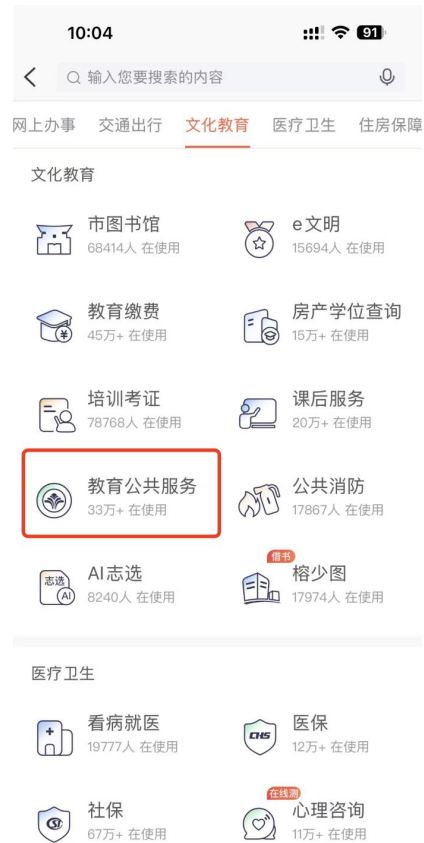 10:04
91
输入您要搜索的内容
网上办事 交通出行 文化教育 医疗卫生 住房保障
文化教育
市图书馆 e文明
68414人 在使用 15694人 在使用
教育缴费 房产学位查询
45万+ 在使用 15万+ 在使用
培训考证 课后服务
78768人 在使用 20万+ 在使用
教育公共服务 公共消防
33万+ 在使用 17867人 在使用
借书
志选 AI AI志选 榕少图
8240人 在使用 17974人 在使用
医疗卫生
看病就医 CHS 医保
19777人 在使用 12万+ 在使用
在线测
社保 心理咨询
67万+ 在使用 11万+ 在使用